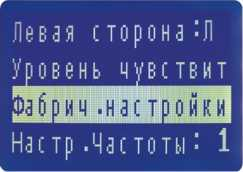 Левая сторона:Л
Уровень чувствит
Фабрич.настройки
Настр.Частоты: 1